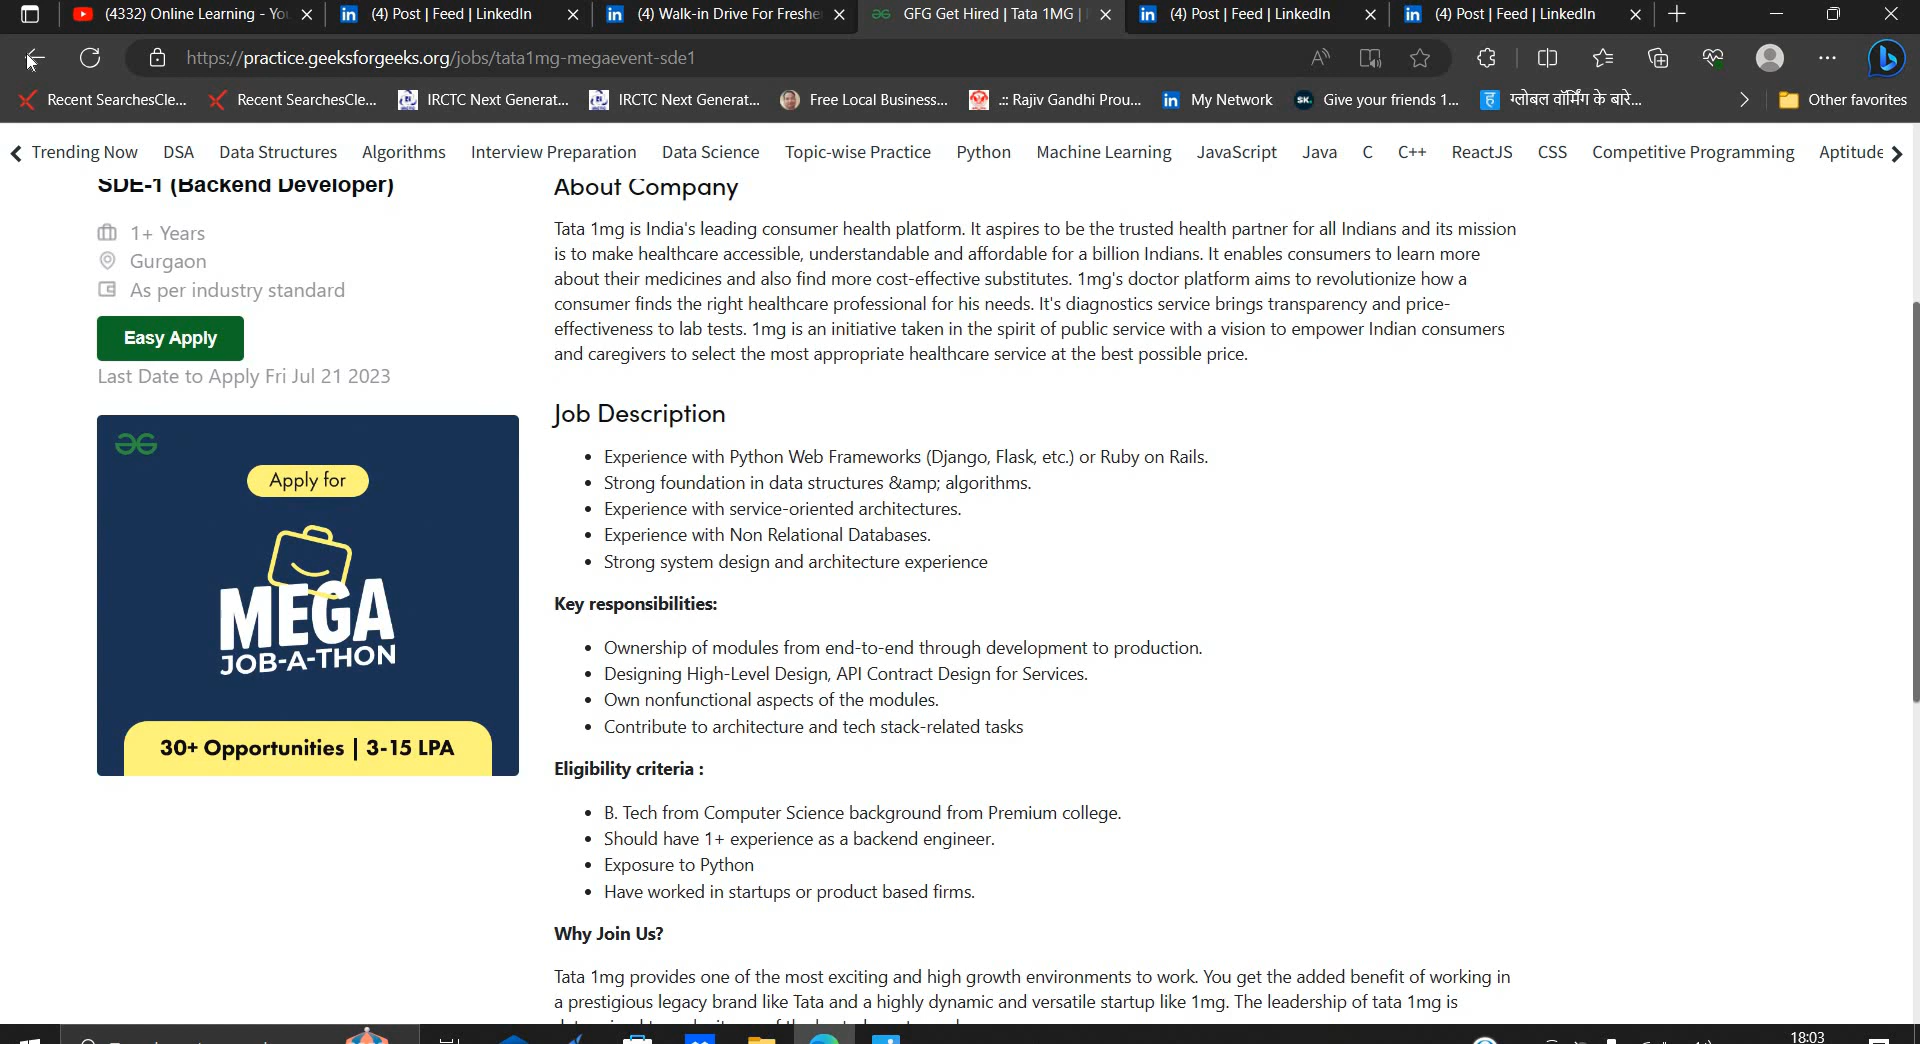 (4332) Online Learning - You
(4) Post | Feed | LinkedIn
(4) Walk-in Drive For Freshe
GFG Get Hired | Tata 1MG |
(4) Post | Feed | LinkedIn
(4) Post | Feed | LinkedIn
https://practice.geeksforgeeks.org/jobs/tata1mg-megaevent-sde1
Recent SearchesCle...
Recent SearchesCle...
IRCTC Next Generat...
IRCTC Next Generat...
Free Local Business...
.:: Rajiv Gandhi Prou...
My Network
SK.
Give your friends 1...
ग्लोबल वॉर्मिंग के बारे...
Other favorites
Trending Now DSA Data Structures Algorithms Interview Preparation Data Science Topic-wise Practice Python Machine Learning JavaScript Java C C++ ReactJS CSS Competitive Programming Aptitude
SDE-1 (Backend Developer)
1+ Years
Gurgaon
As per industry standard
Easy Apply
Last Date to Apply Fri Jul 21 2023
Apply for
MEGA
JOB-A-THON
30+ Opportunities | 3-15 LPA
About Company
Tata 1mg is India's leading consumer health platform. It aspires to be the trusted health partner for all Indians and its mission
is to make healthcare accessible, understandable and affordable for a billion Indians. It enables consumers to learn more
about their medicines and also find more cost-effective substitutes. 1mg's doctor platform aims to revolutionize how a
consumer finds the right healthcare professional for his needs. It's diagnostics service brings transparency and price-
effectiveness to lab tests. 1mg is an initiative taken in the spirit of public service with a vision to empower Indian consumers
and caregivers to select the most appropriate healthcare service at the best possible price.
Job Description
• Experience with Python Web Frameworks (Django, Flask, etc.) or Ruby on Rails.
• Strong foundation in data structures &amp; algorithms.
• Experience with service-oriented architectures.
• Experience with Non Relational Databases.
• Strong system design and architecture experience
Key responsibilities:
• Ownership of modules from end-to-end through development to production.
• Designing High-Level Design, API Contract Design for Services.
• Own nonfunctional aspects of the modules.
• Contribute to architecture and tech stack-related tasks
Eligibility criteria :
• B. Tech from Computer Science background from Premium college.
• Should have 1+ experience as a backend engineer.
• Exposure to Python
• Have worked in startups or product based firms.
Why Join Us?
Tata 1mg provides one of the most exciting and high growth environments to work. You get the added benefit of working in
a prestigious legacy brand like Tata and a highly dynamic and versatile startup like 1mg. The leadership of tata 1mg is
18:03